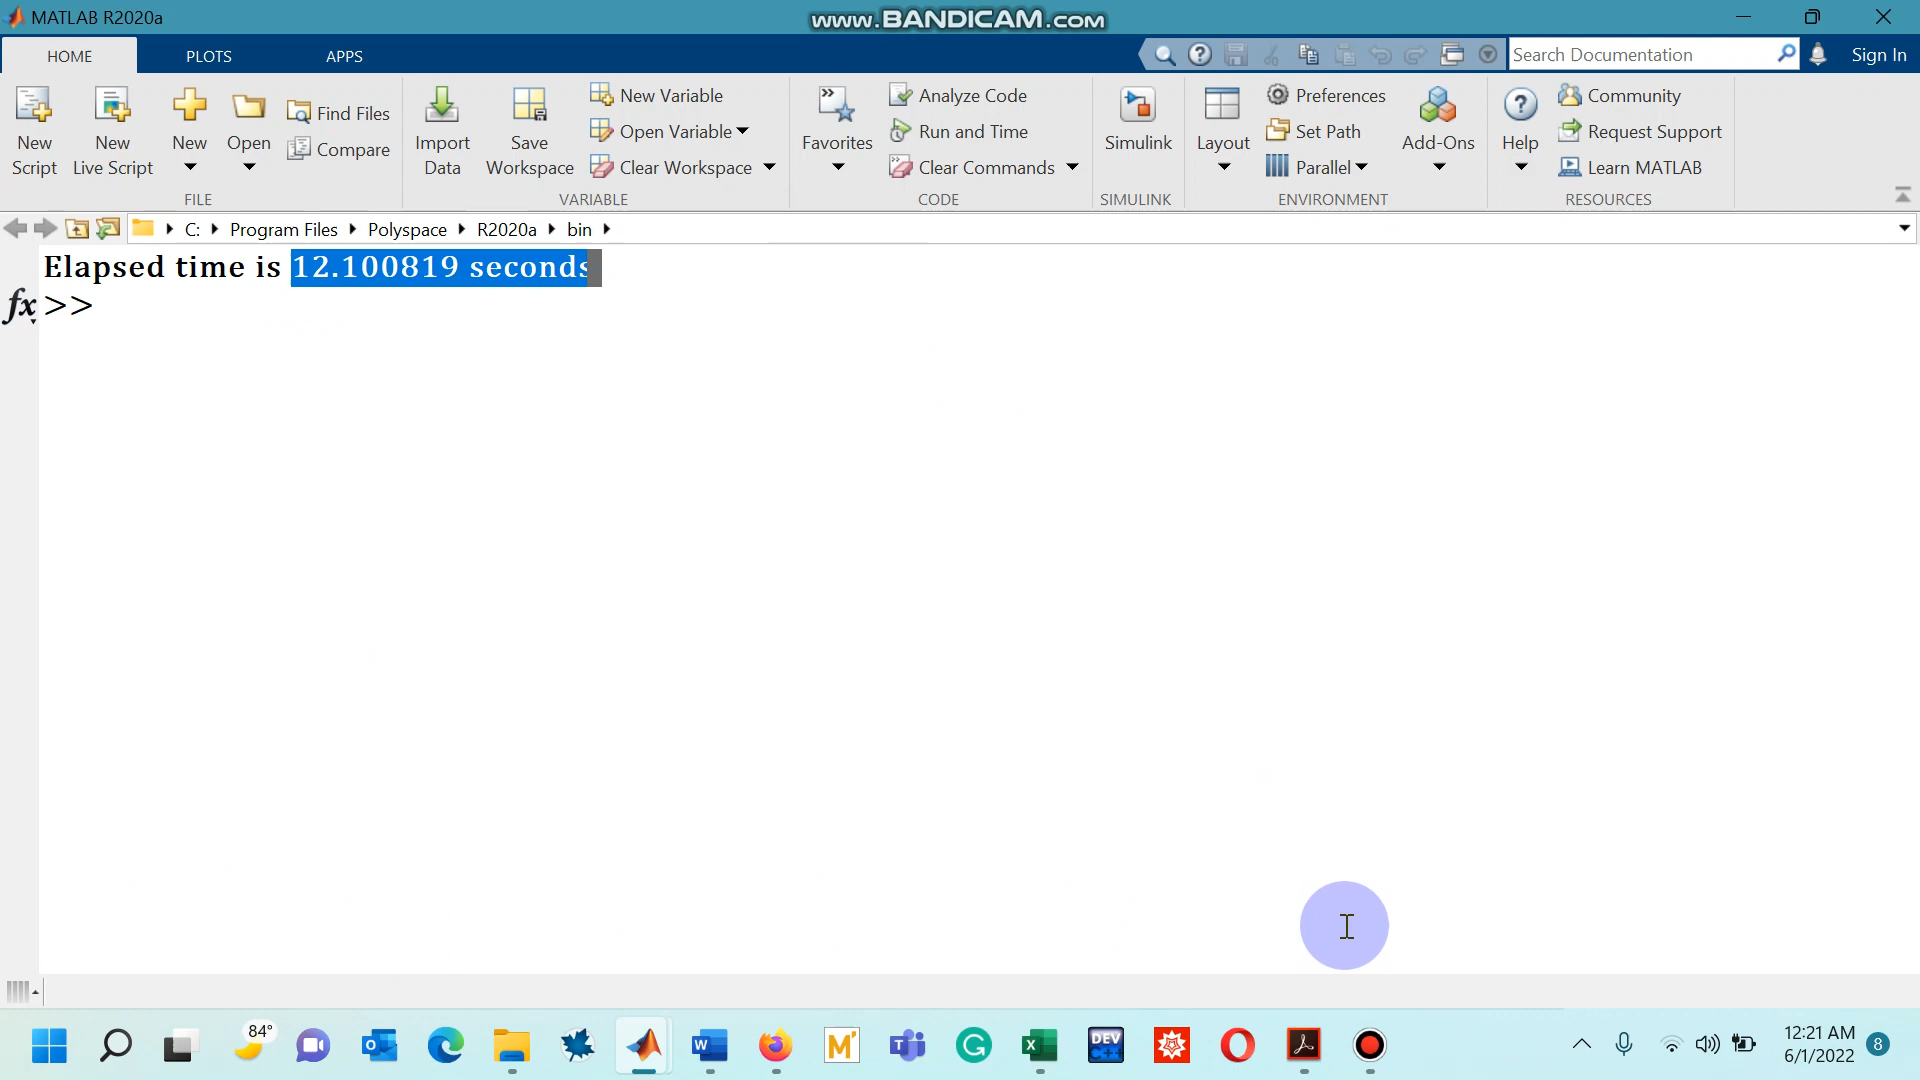 MATLAB R2020a
www.BANDICAM.com
HOME PLOTS APPS
Search Documentation
Sign In
New Script
New Live Script
New
Open
Find Files
Compare
FILE
Import Data
Save Workspace
New Variable
Open Variable
Clear Workspace
VARIABLE
Favorites
Analyze Code
Run and Time
Clear Commands
CODE
Simulink
SIMULINK
Layout
Preferences
Set Path
Parallel
Add-Ons
ENVIRONMENT
Help
Community
Request Support
Learn MATLAB
RESOURCES
C: Program Files Polyspace R2020a bin
Elapsed time is 12.100819 seconds
fx >>
84°
DEV C++
12:21 AM
6/1/2022
8